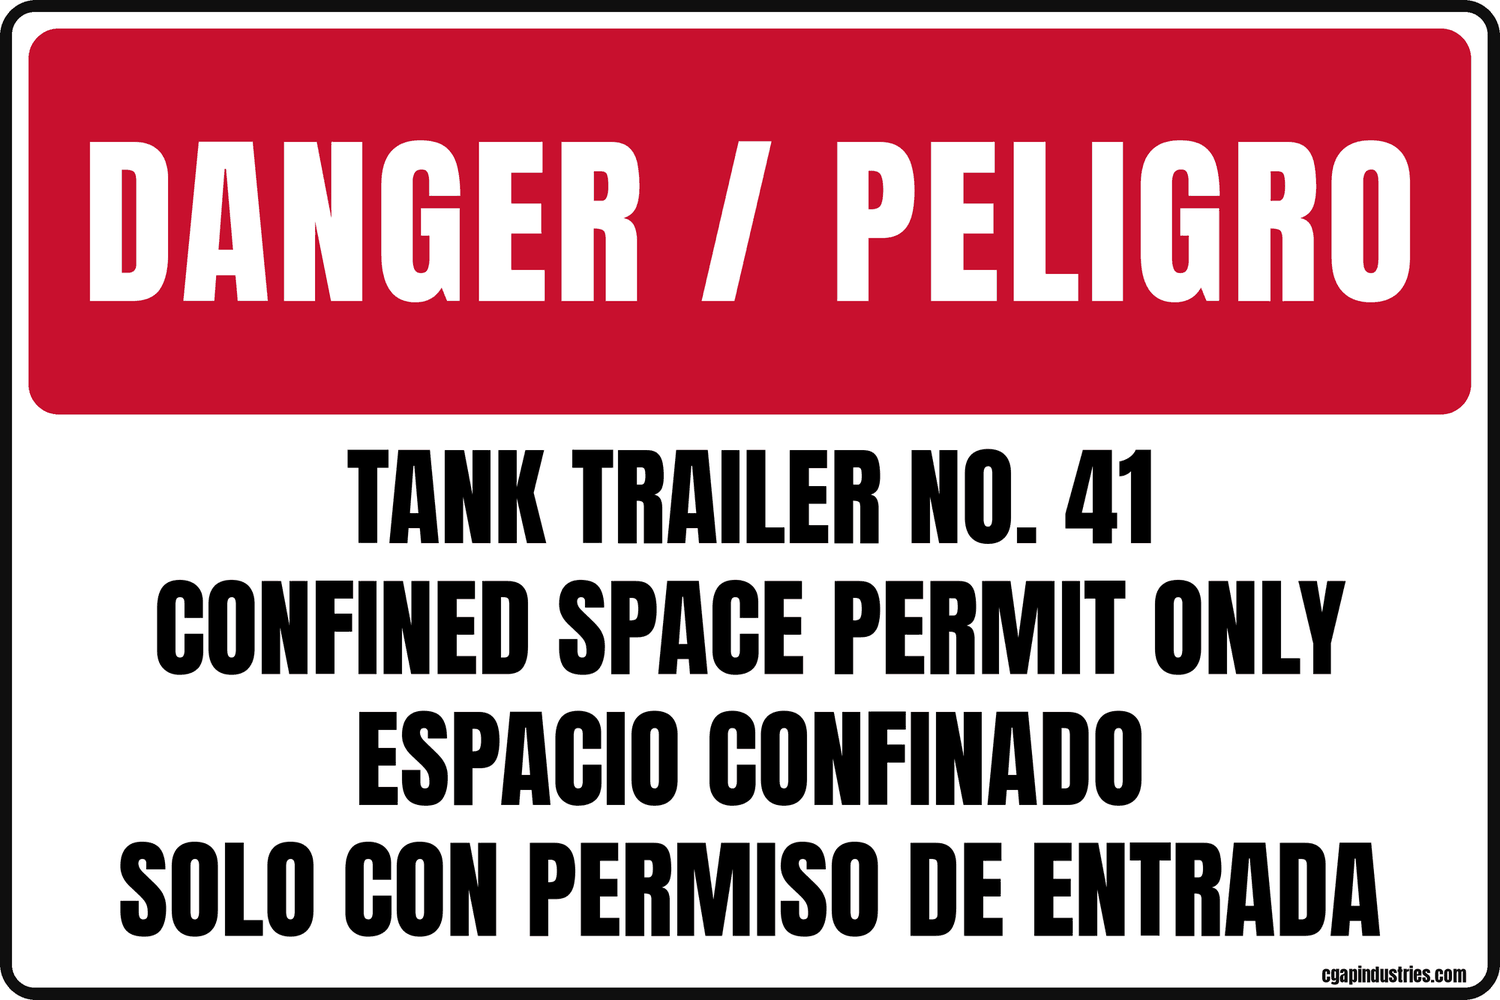 DANGER / PELIGRO
TANK TRAILER NO. 41
CONFINED SPACE PERMIT ONLY
ESPACIO CONFINADO
SOLO CON PERMISO DE ENTRADA
cgapindustries.com